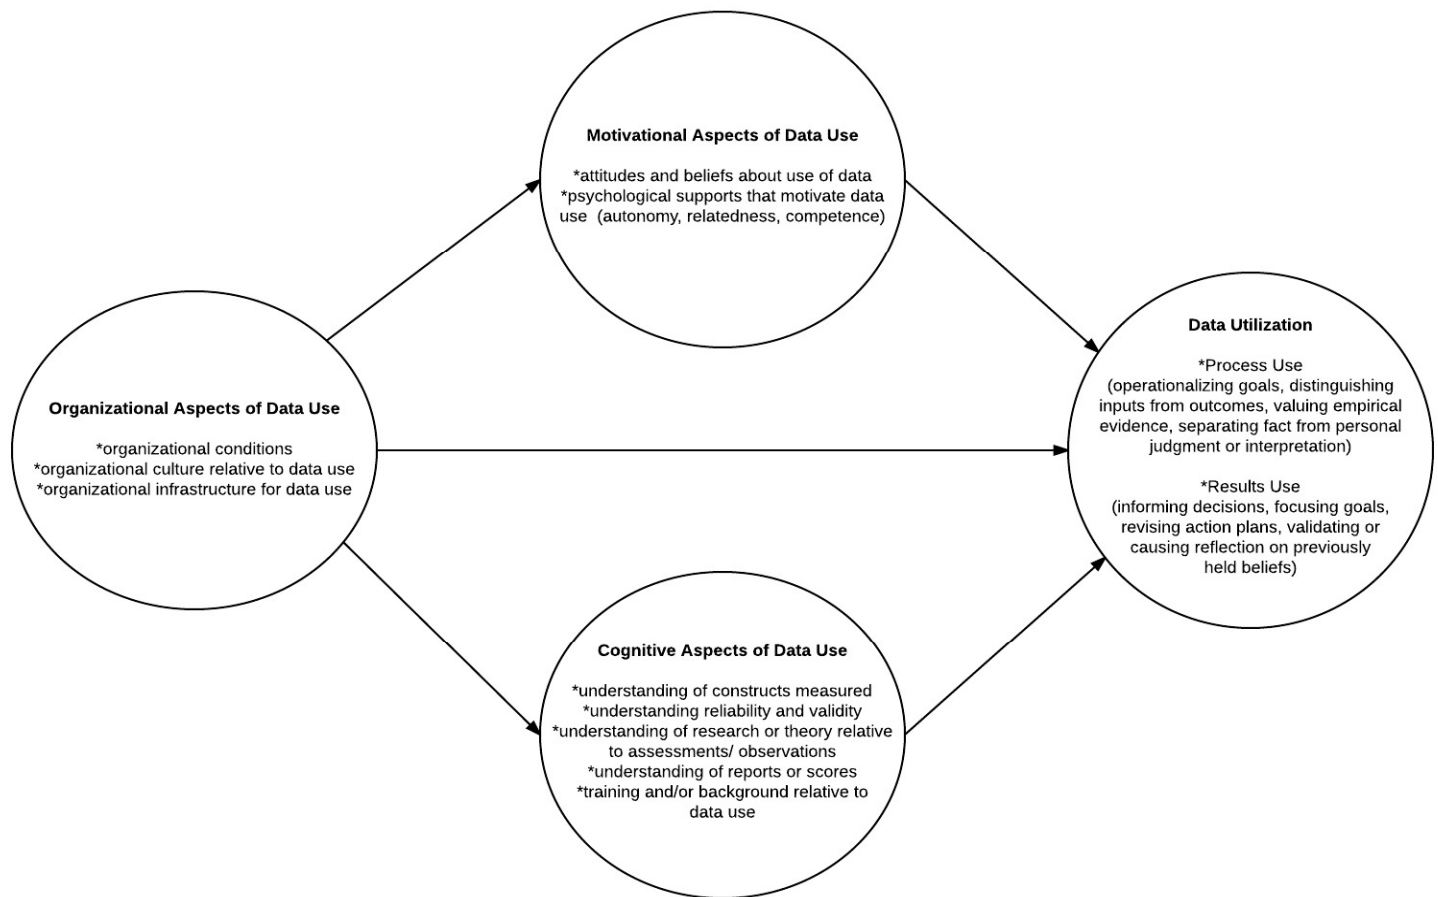 Motivational Aspects of Data Use
*attitudes and beliefs about use of data
*psychological supports that motivate data
use (autonomy, relatedness, competence)
Organizational Aspects of Data Use
*organizational conditions
*organizational culture relative to data use
*organizational infrastructure for data use
Data Utilization
*Process Use
(operationalizing goals, distinguishing
inputs from outcomes, valuing empirical
evidence, separating fact from personal
judgment or interpretation)
*Results Use
(informing decisions, focusing goals,
revising action plans, validating or
causing reflection on previously
held beliefs)
Cognitive Aspects of Data Use
*understanding of constructs measured
*understanding reliability and validity
*understanding of research or theory relative
to assessments/ observations
*understanding of reports or scores
*training and/or background relative to
data use